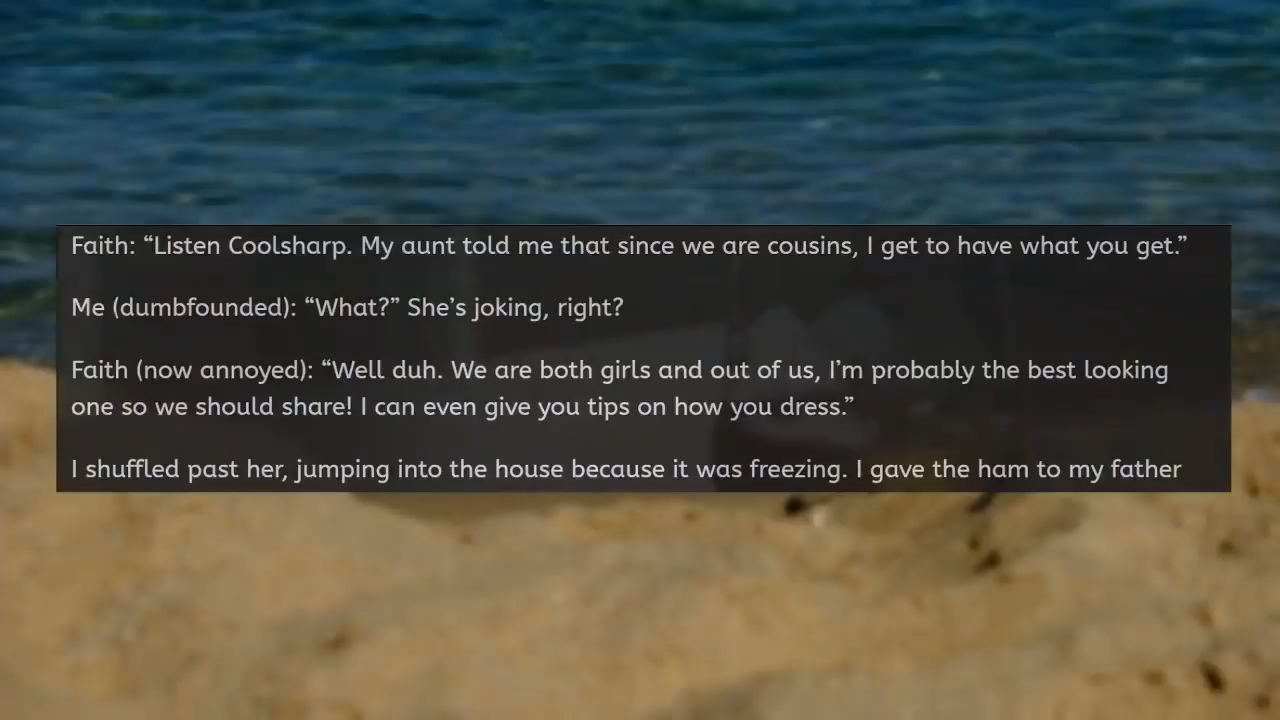 Faith: “Listen Coolsharp. My aunt told me that since we are cousins, I get to have what you get.”
Me (dumbfounded): “What?” She’s joking, right?
Faith (now annoyed): “Well duh. We are both girls and out of us, I’m probably the best looking
one so we should share! I can even give you tips on how you dress.”
I shuffled past her, jumping into the house because it was freezing. I gave the ham to my father